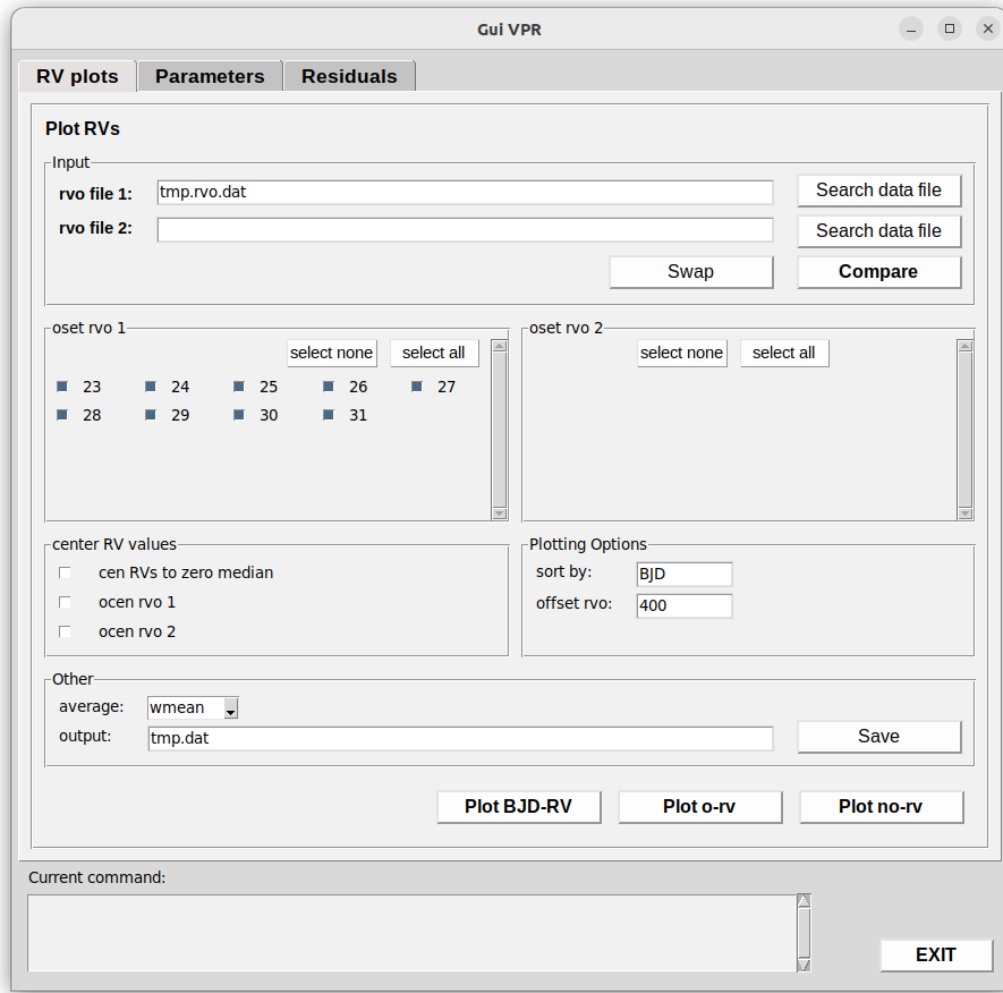 Gui VPR
RV plots Parameters Residuals
Plot RVs
Input
rvo file 1: tmp.rvo.dat Search data file
rvo file 2: Search data file
Swap Compare
oset rvo 1
select none select all
23 24 25 26 27
28 29 30 31
oset rvo 2
select none select all
center RV values
cen RVs to zero median
ocen rvo 1
ocen rvo 2
Plotting Options
sort by: BJD
offset rvo: 400
Other
average: wmean
output: tmp.dat Save
Plot BJD-RV Plot o-rv Plot no-rv
Current command:
EXIT